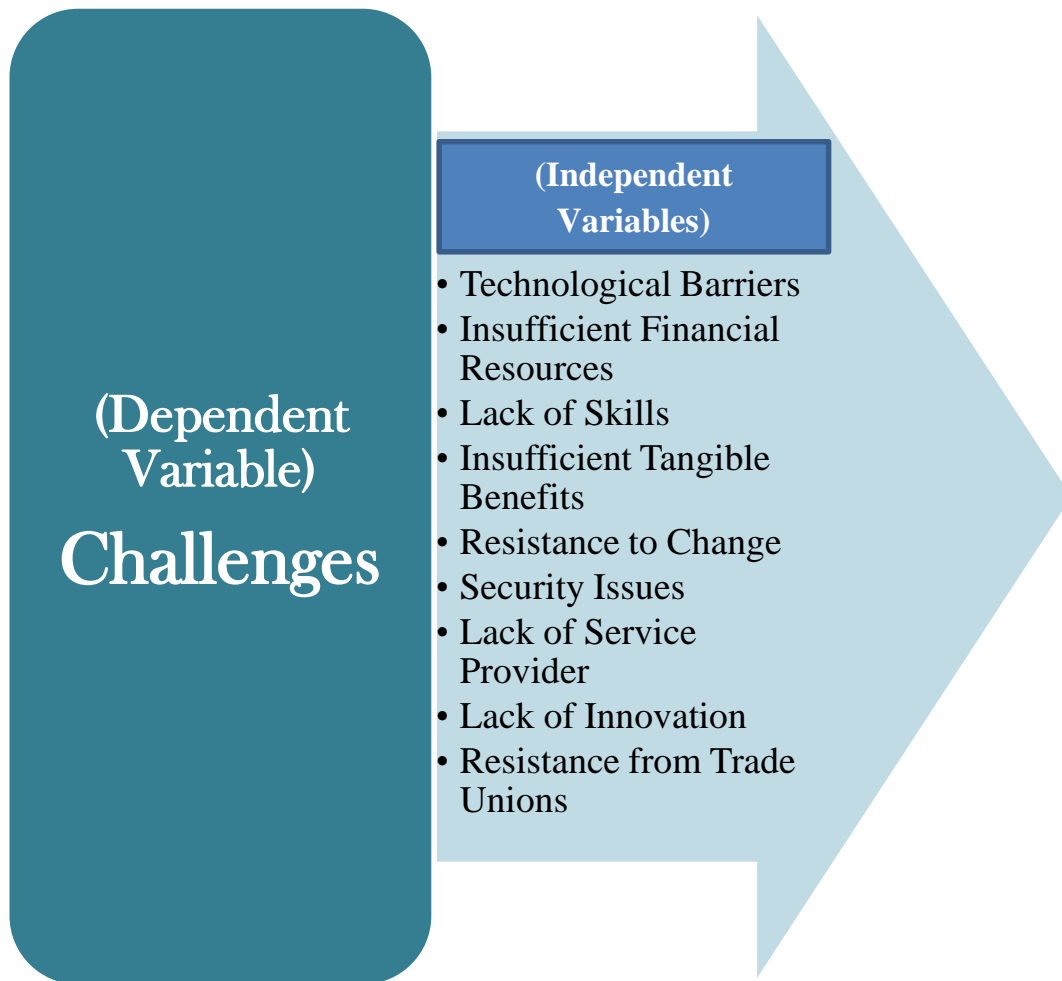 (Dependent
Variable)
Challenges
(Independent
Variables)
• Technological Barriers
• Insufficient Financial
Resources
• Lack of Skills
• Insufficient Tangible
Benefits
• Resistance to Change
• Security Issues
• Lack of Service
Provider
• Lack of Innovation
• Resistance from Trade
Unions